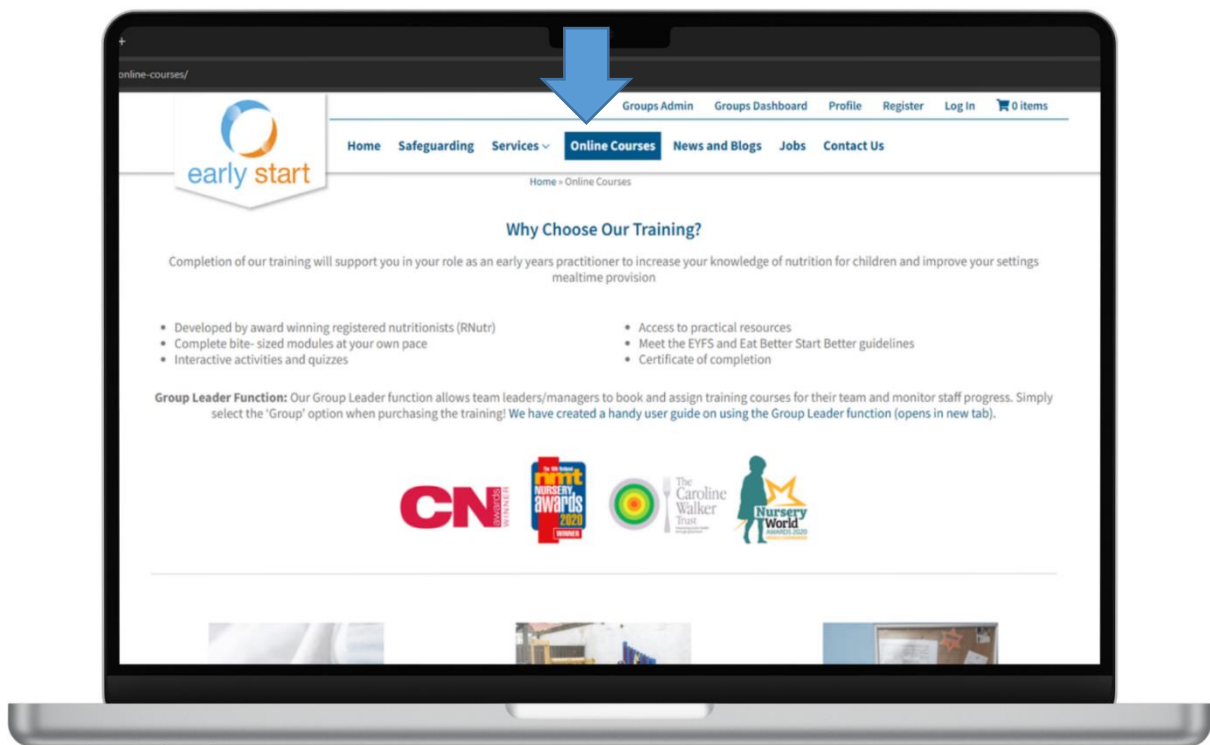 +
online-courses/
Groups Admin Groups Dashboard Profile Register Log In 0 items
early start
Home Safeguarding Services Online Courses News and Blogs Jobs Contact Us
Home » Online Courses
Why Choose Our Training?
Completion of our training will support you in your role as an early years practitioner to increase your knowledge of nutrition for children and improve your settings
mealtime provision
• Developed by award winning registered nutritionists (RNutr)
• Complete bite- sized modules at your own pace
• Interactive activities and quizzes
• Access to practical resources
• Meet the EYFS and Eat Better Start Better guidelines
• Certificate of completion
Group Leader Function: Our Group Leader function allows team leaders/managers to book and assign training courses for their team and monitor staff progress. Simply
select the 'Group' option when purchasing the training! We have created a handy user guide on using the Group Leader function (opens in new tab).
CN
awards
WINNER
nmt
NURSERY
awards
2020
WINNER
The
Caroline
Walker
Trust
Nursery
World
AWARDS 2020